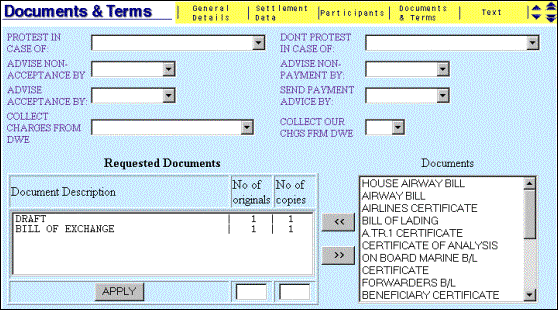 Documents & Terms
General Details
Settlement Data
Participants
Documents & Terms
Text
PROTEST IN CASE OF:
DONT PROTEST IN CASE OF:
ADVISE NON-ACCEPTANCE BY
ADVISE NON-PAYMENT BY:
ADVISE ACCEPTANCE BY:
SEND PAYMENT ADVICE BY:
COLLECT CHARGES FROM DWE
COLLECT OUR CHGS FRM DWE
Requested Documents
Documents
Document Description
No of originals
No of copies
DRAFT | 1 | 1
BILL OF EXCHANGE | 1 | 1
<<
>>
APPLY
HOUSE AIRWAY BILL
AIRWAY BILL
AIRLINES CERTIFICATE
BILL OF LADING
A.TR.1 CERTIFICATE
CERTIFICATE OF ANALYSIS
ON BOARD MARINE B/L
CERTIFICATE
FORWARDERS B/L
BENEFICIARY CERTIFICATE